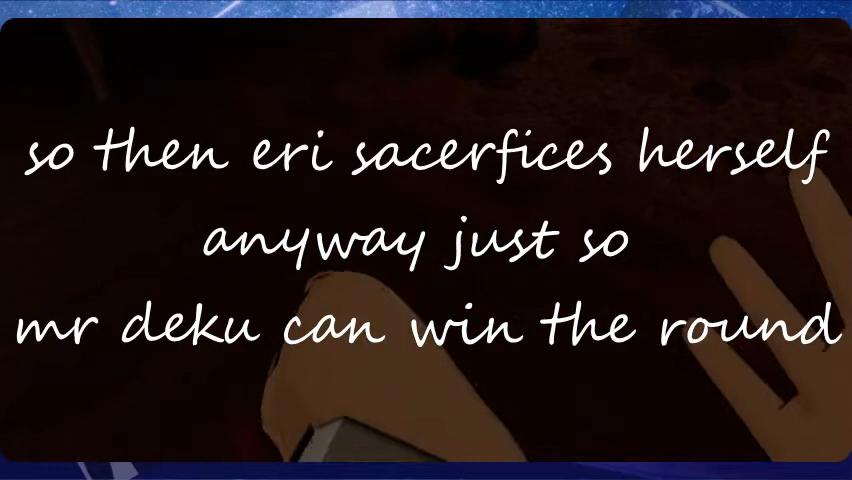 so then eri sacerfices herself
anyway just so
mr deku can win the round